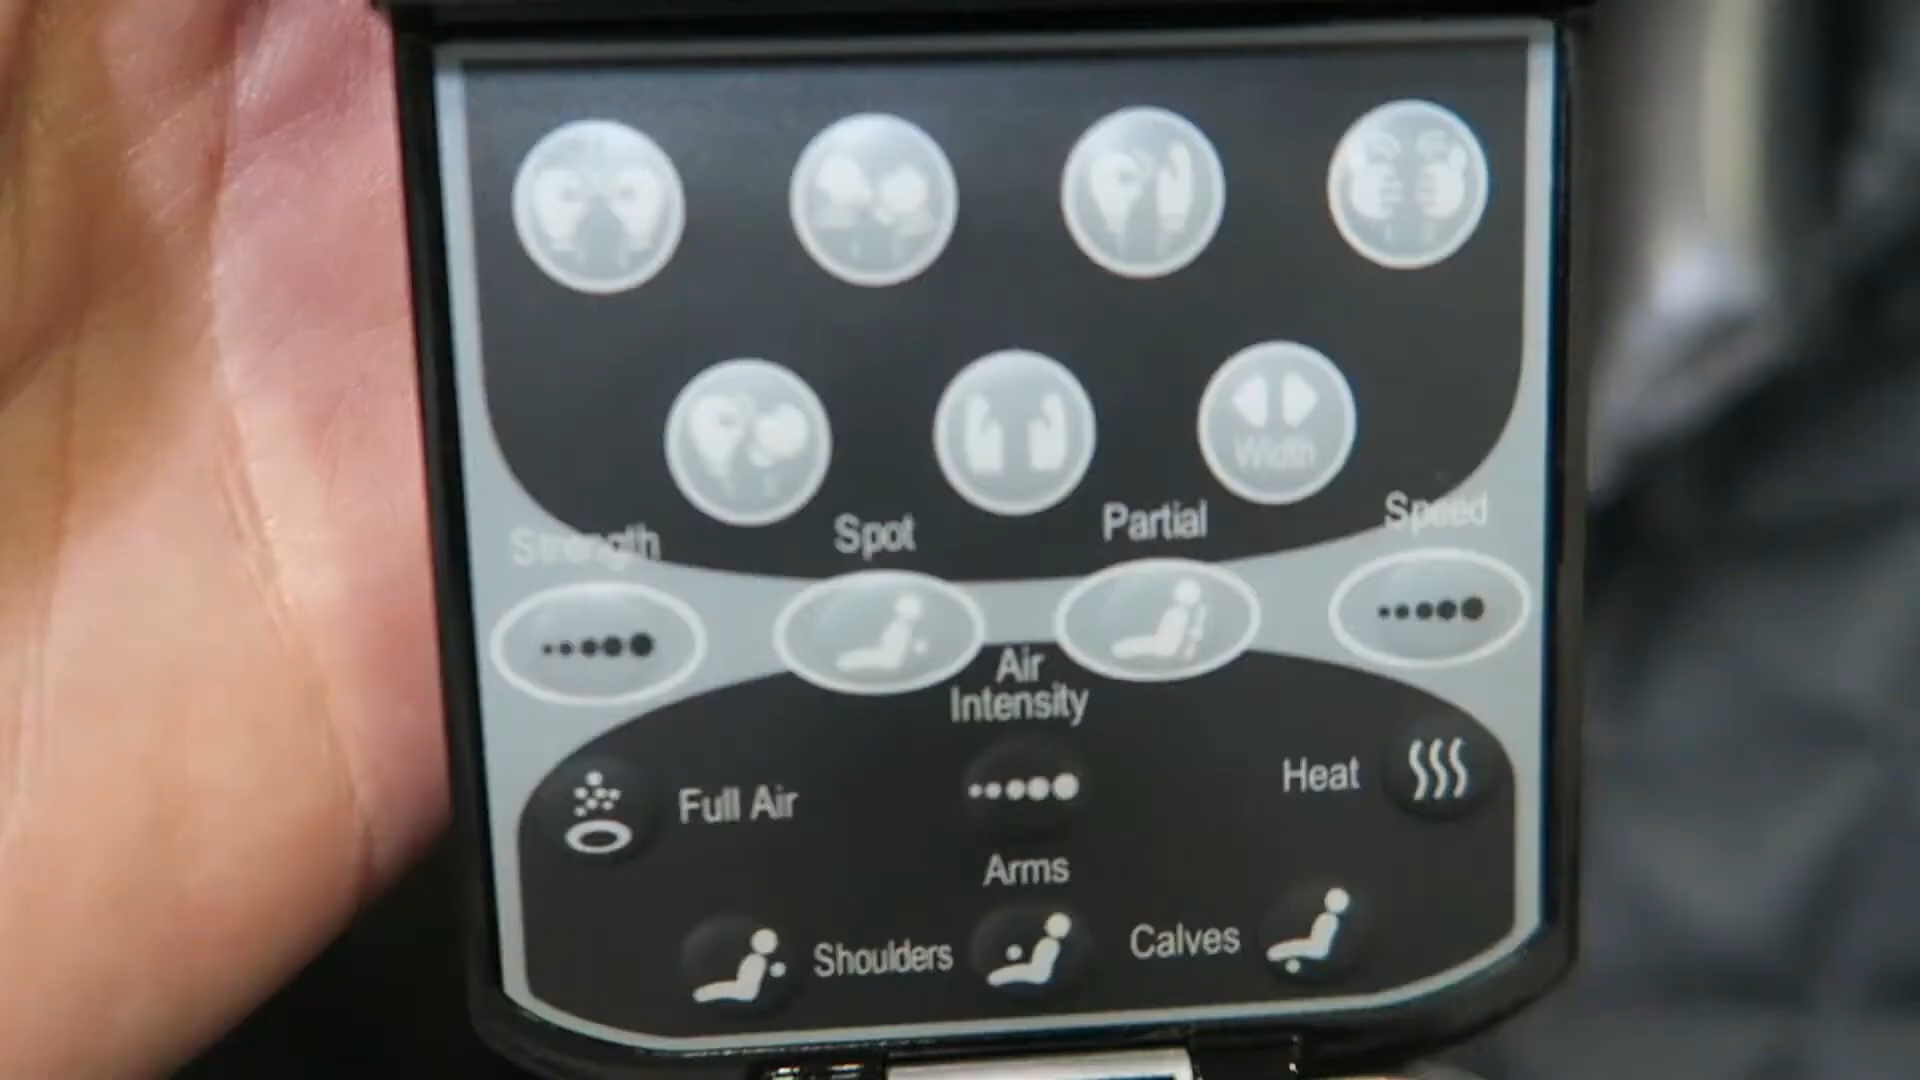 Width
Strength
Spot
Partial
Speed
Air
Intensity
Full Air
Heat
Arms
Shoulders
Calves